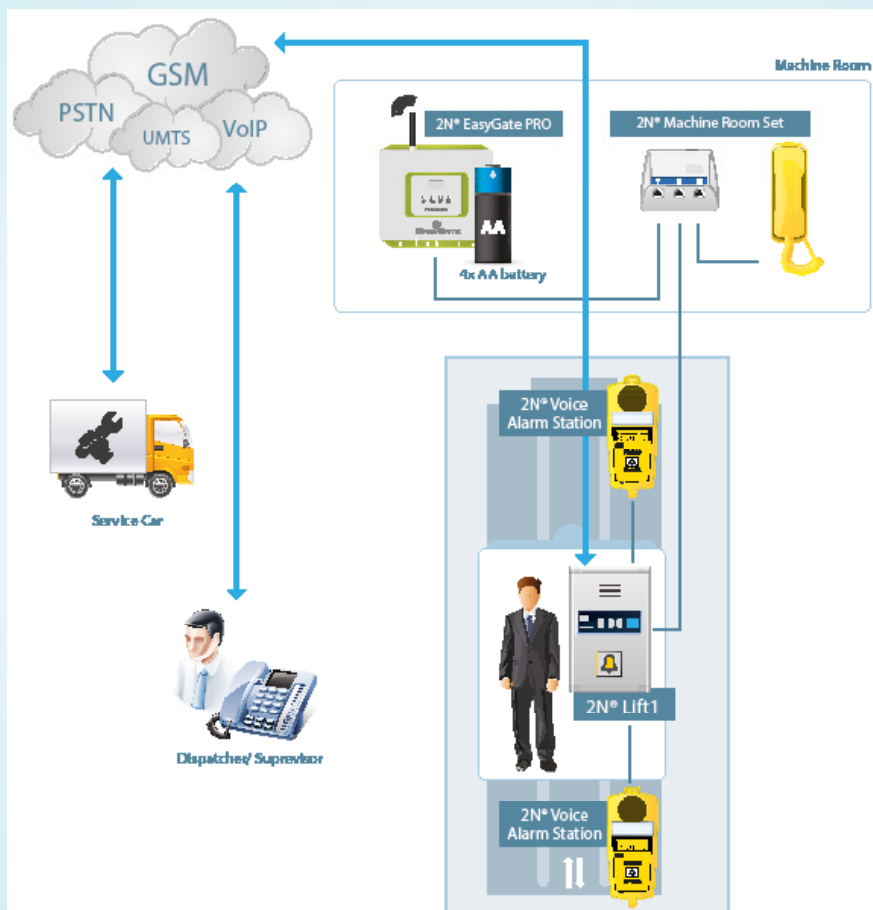 GSM
PSTN
UMTS
VoIP
Machine Room
2N® EasyGate PRO
2N® Machine Room Set
AA
4x AA battery
2N® Voice
Alarm Station
Service Car
2N® Lift1
Dispatcher/ Suprevisor
2N® Voice
Alarm Station